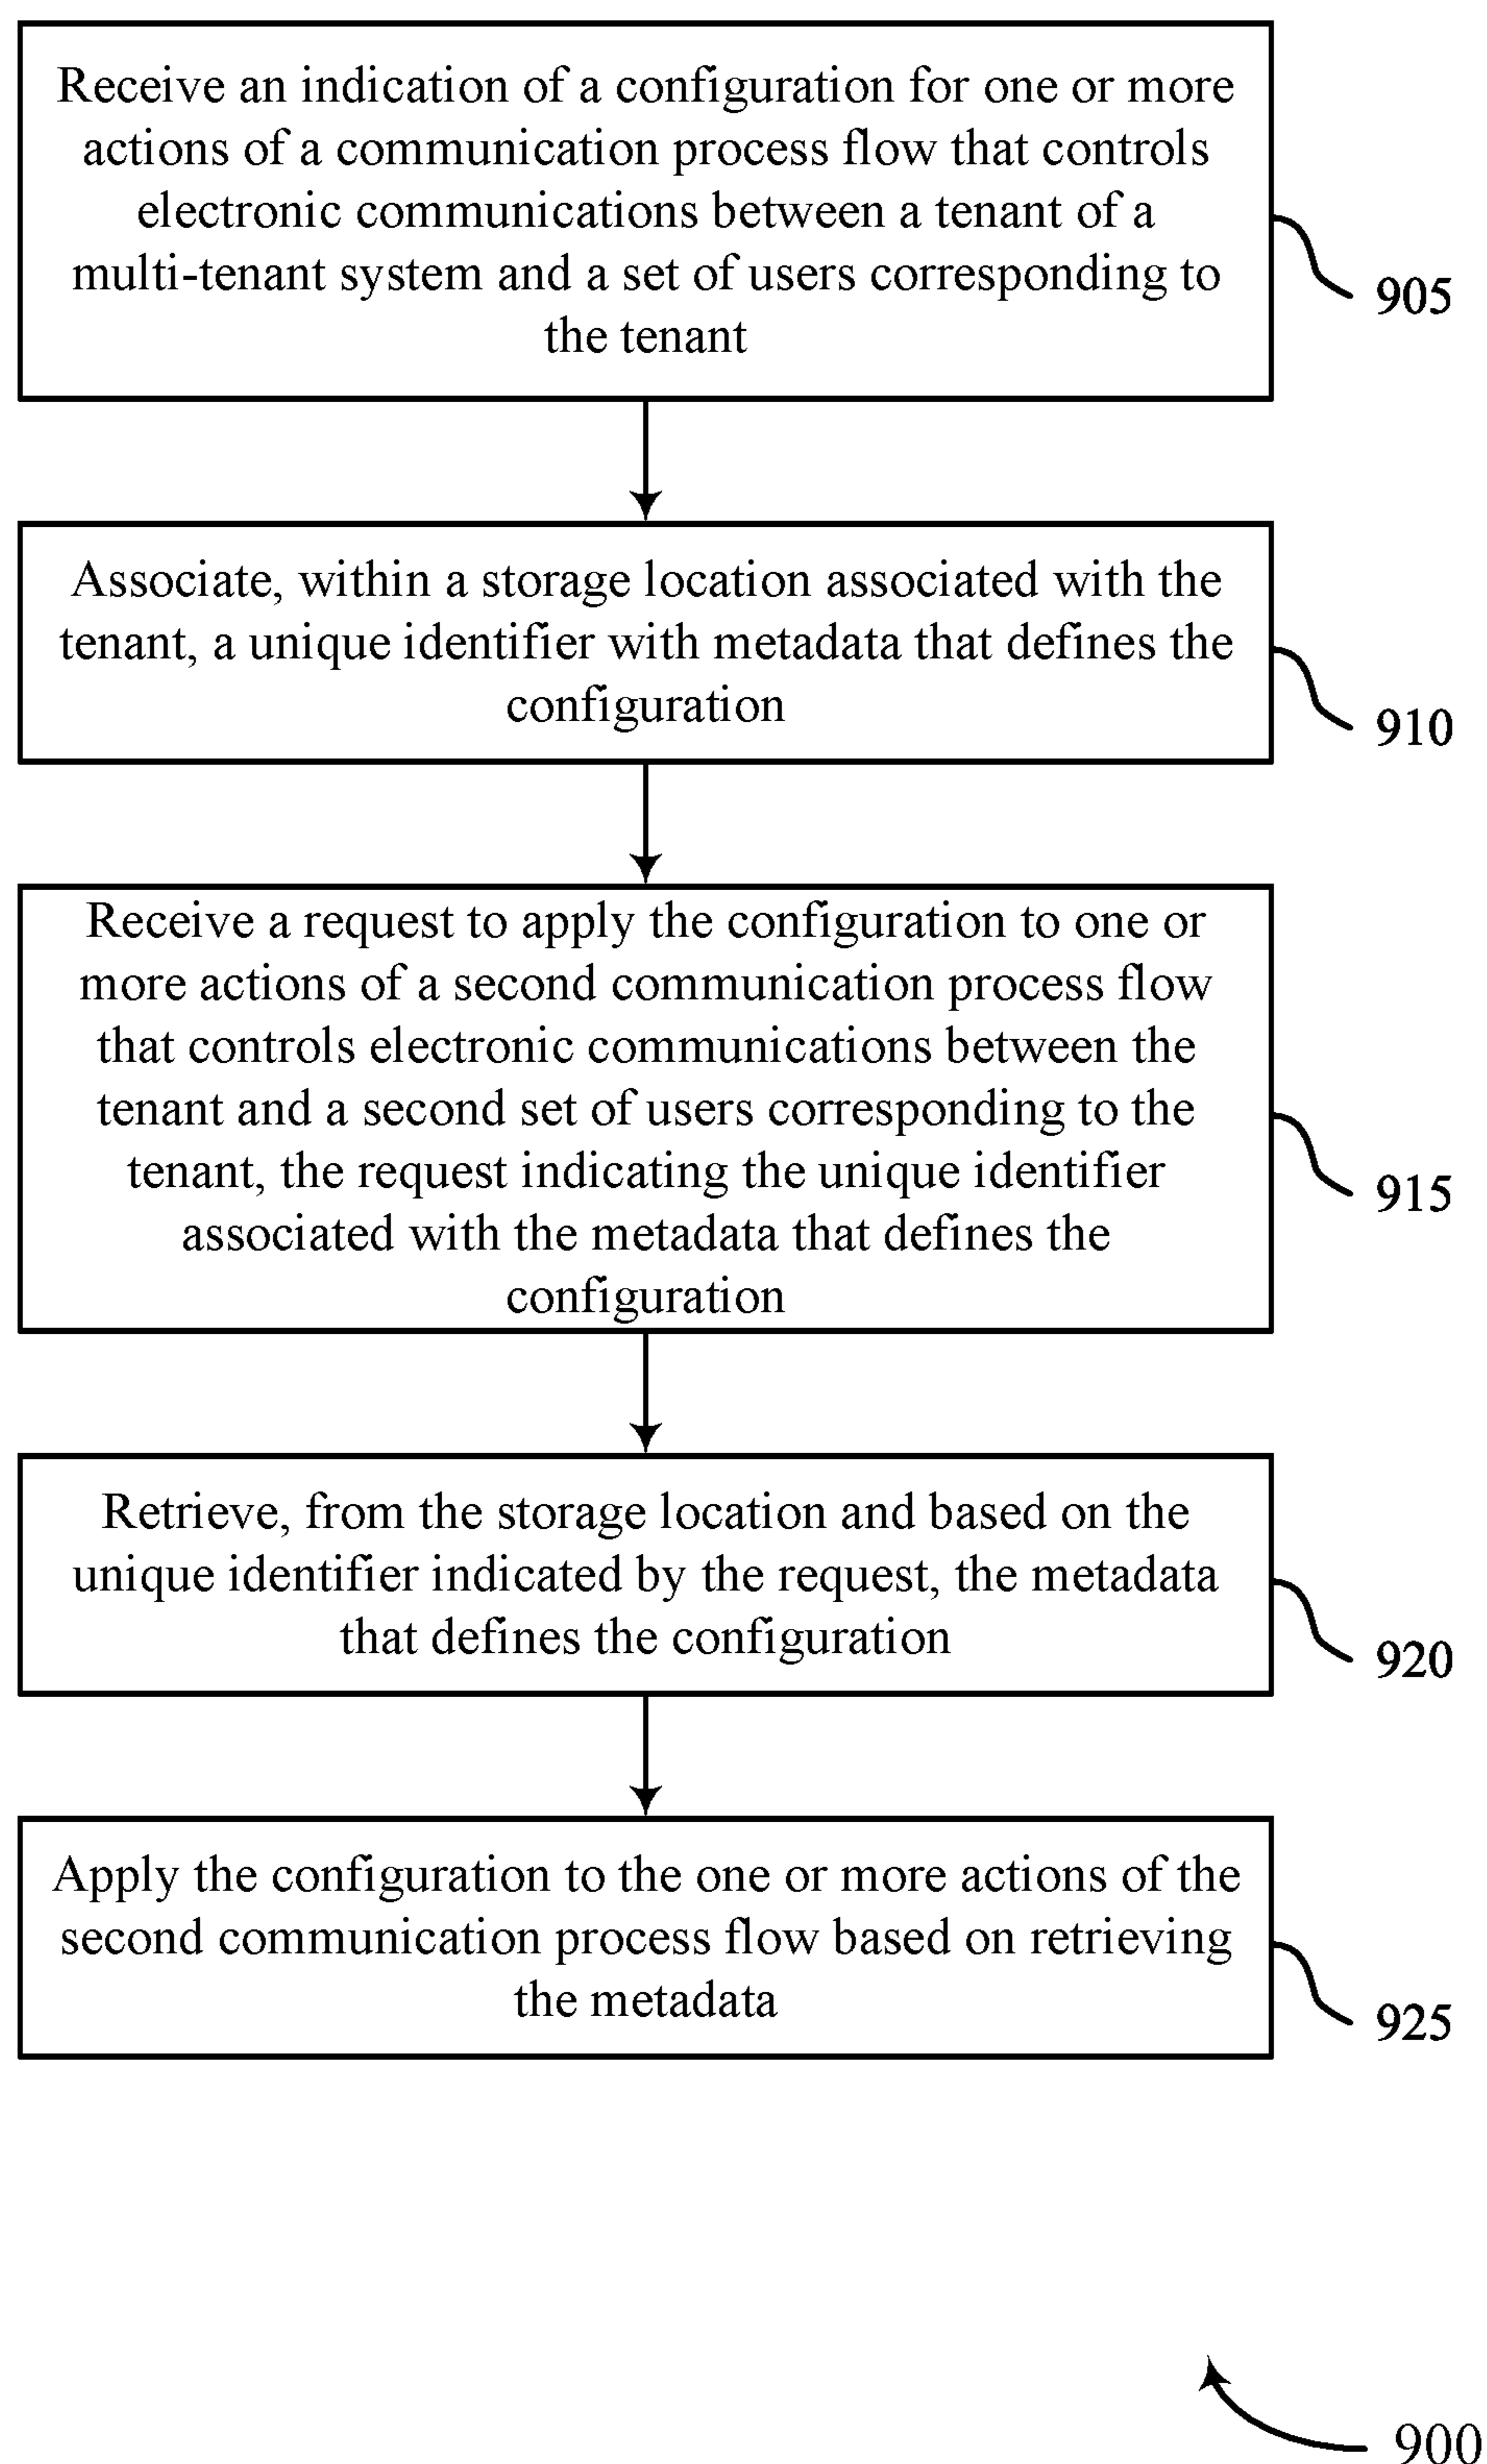 Receive an indication of a configuration for one or more
actions of a communication process flow that controls
electronic communications between a tenant of a
multi-tenant system and a set of users corresponding to
the tenant
905
Associate, within a storage location associated with the
tenant, a unique identifier with metadata that defines the
configuration
910
Receive a request to apply the configuration to one or
more actions of a second communication process flow
that controls electronic communications between the
tenant and a second set of users corresponding to the
tenant, the request indicating the unique identifier
associated with the metadata that defines the
configuration
915
Retrieve, from the storage location and based on the
unique identifier indicated by the request, the metadata
that defines the configuration
920
Apply the configuration to the one or more actions of the
second communication process flow based on retrieving
the metadata
925
900